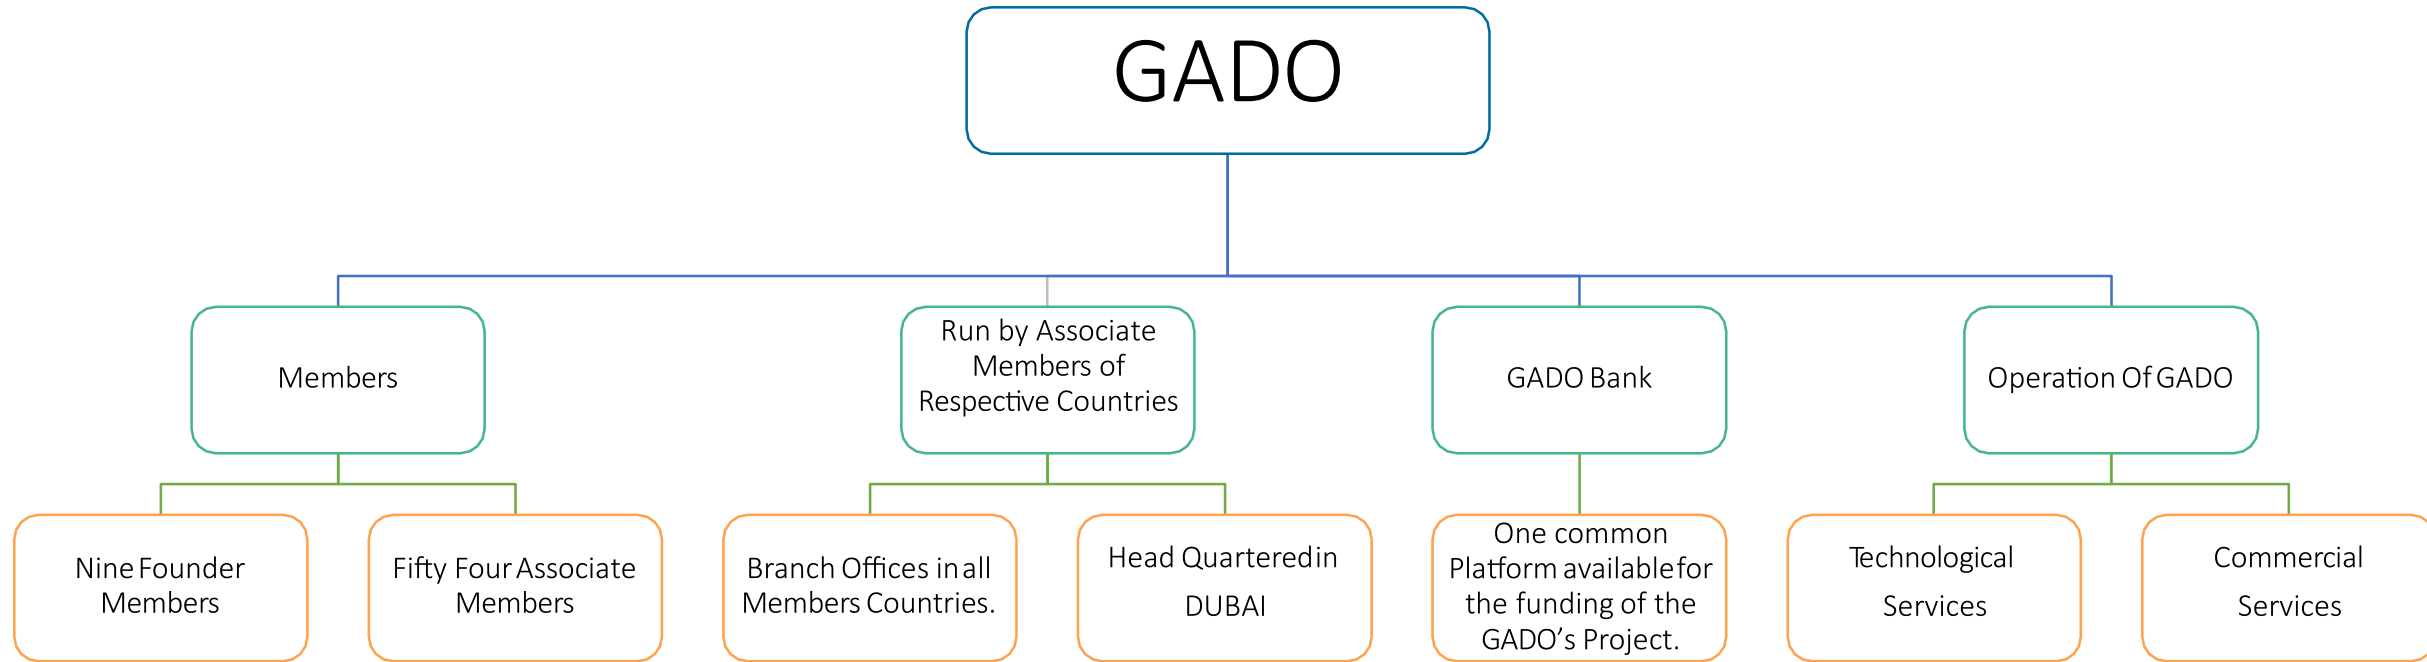 GADO
Members
Run by Associate
Members of
Respective Countries
GADO Bank
Operation Of GADO
Nine Founder
Members
Fifty Four Associate
Members
Branch Offices in all
Members Countries.
Head Quartered in
DUBAI
One common
Platform available for
the funding of the
GADO’s Project.
Technological
Services
Commercial
Services